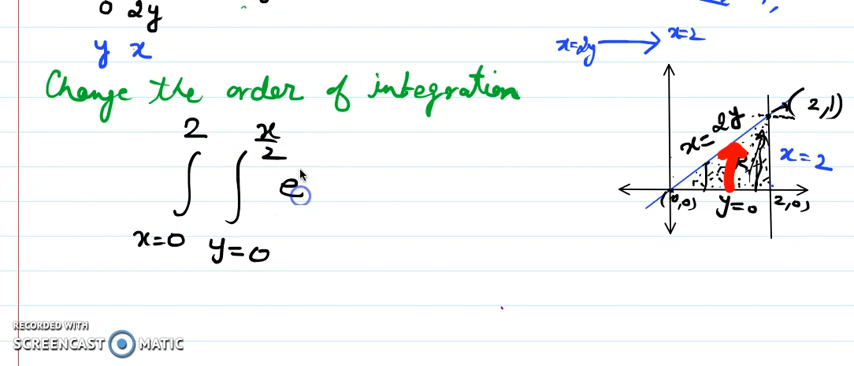 0 2y
y x
x=2y → x=2
Change the order of integration
2 x/2
∫ ∫ e
x=0 y=0
x=2y
(2,1)
x=2
(0,0) y=0 2,0)
RECORDED WITH
SCREENCAST MATIC